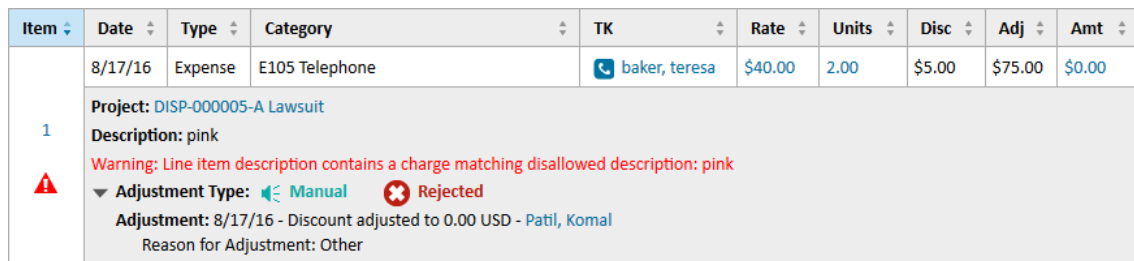 Item Date Type Category TK Rate Units Disc Adj Amt
8/17/16 Expense E105 Telephone baker, teresa $40.00 2.00 $5.00 $75.00 $0.00
1
Project: DISP-000005-A Lawsuit
Description: pink
Warning: Line item description contains a charge matching disallowed description: pink
Adjustment Type: Manual Rejected
Adjustment: 8/17/16 - Discount adjusted to 0.00 USD - Patil, Komal
Reason for Adjustment: Other